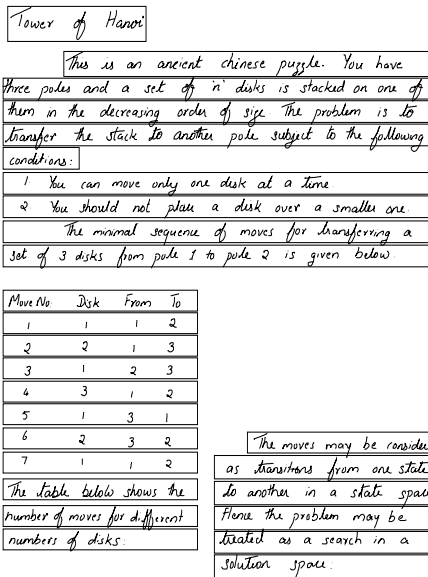 Tower of Hanoi
This is an ancient chinese puzzle. You have
three poles and a set of 'n' disks is stacked on one of
them in the decreasing order of size. The problem is to
transfer the stack to another pole subject to the following
conditions:
1. You can move only one disk at a time
2. You should not place a disk over a smaller one.
The minimal sequence of moves for transferring a
set of 3 disks from pole 1 to pole 2 is given below.
Move No. Disk From To
1 1 1 2
2 2 1 3
3 1 2 3
4 3 1 2
5 1 3 1
6 2 3 2
7 1 1 2
The table below shows the
number of moves for different
numbers of disks:
The moves may be consider
as transitions from one state
to another in a state space
Hence the problem may be
treated as a search in a
solution space: